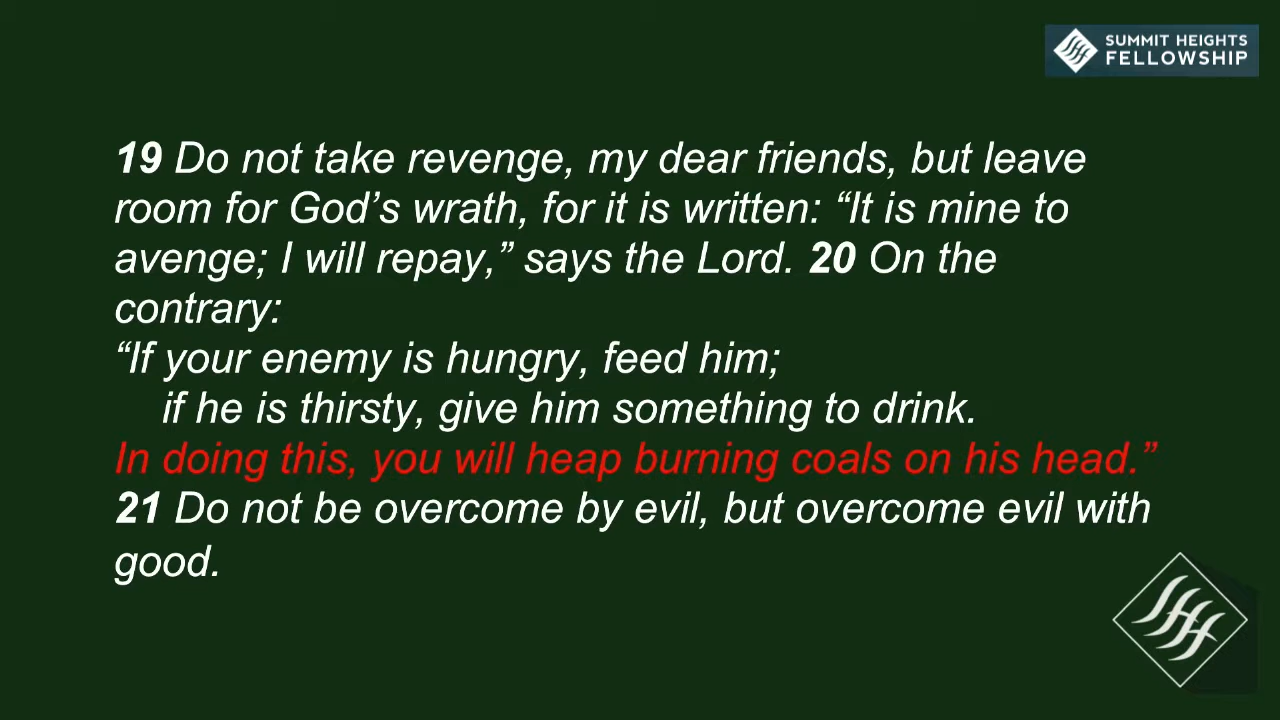 SUMMIT HEIGHTS
FELLOWSHIP
19 Do not take revenge, my dear friends, but leave
room for God’s wrath, for it is written: “It is mine to
avenge; I will repay,” says the Lord. 20 On the
contrary:
“If your enemy is hungry, feed him;
if he is thirsty, give him something to drink.
In doing this, you will heap burning coals on his head.”
21 Do not be overcome by evil, but overcome evil with
good.